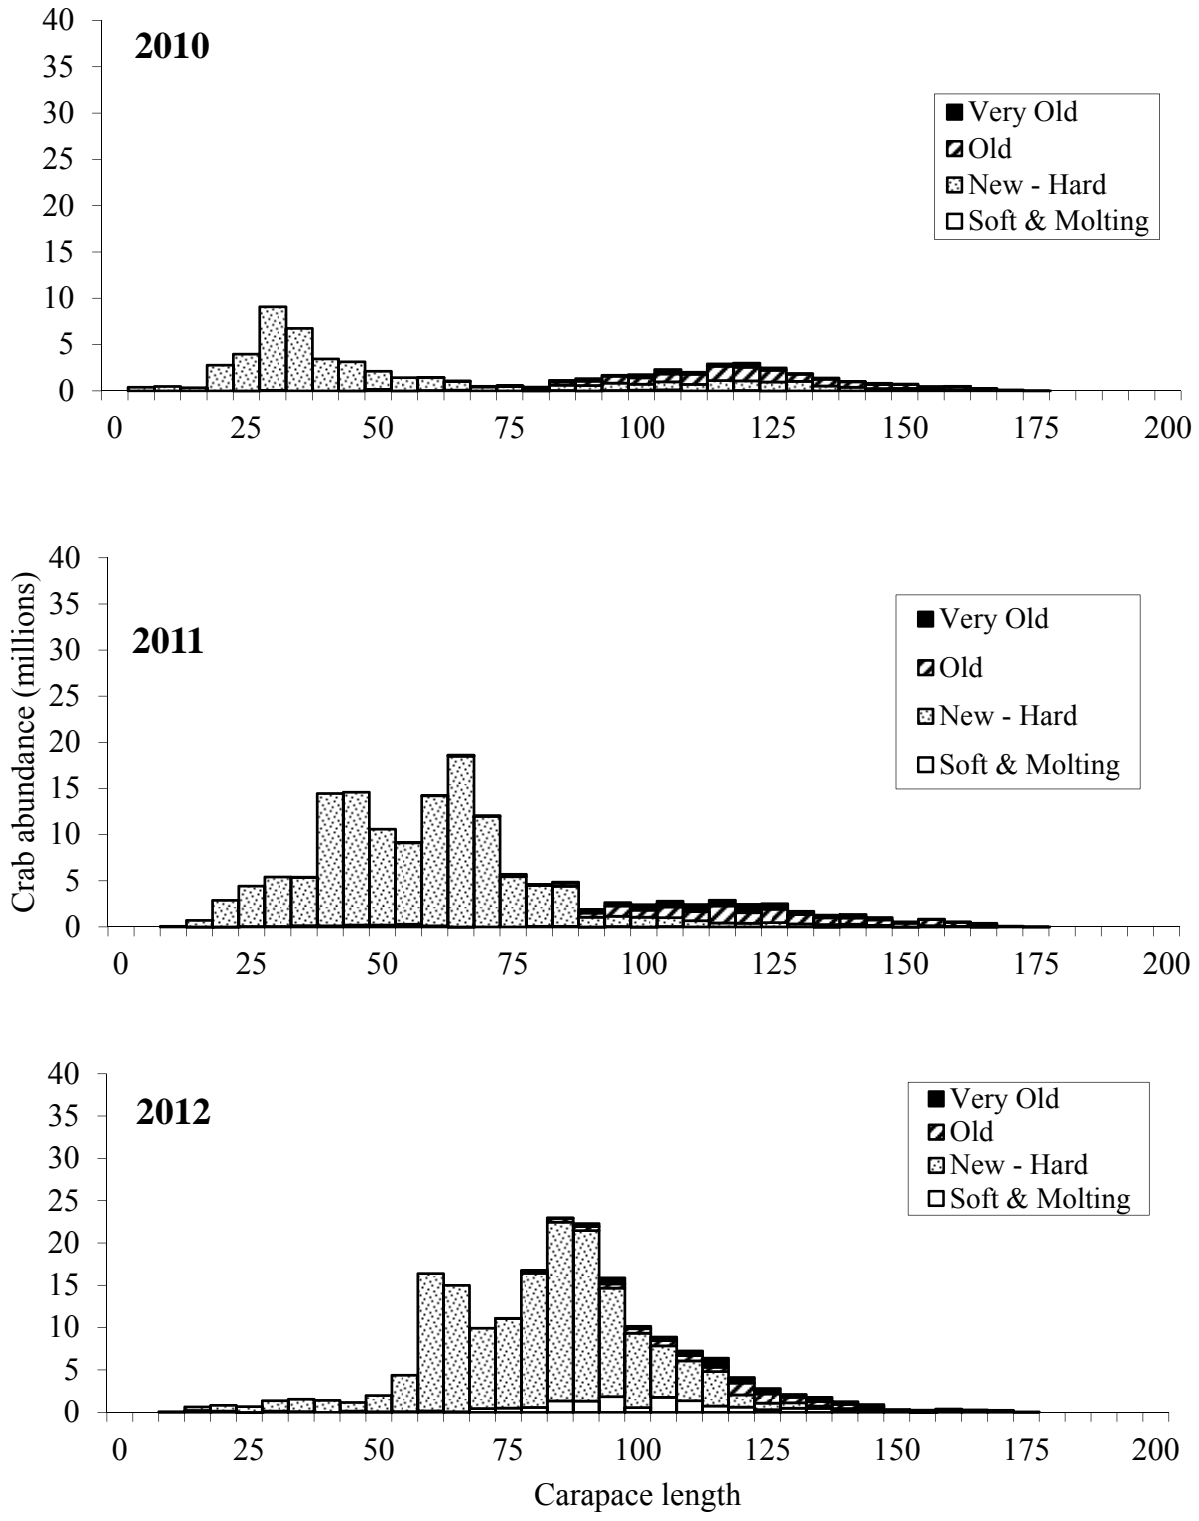 40
2010
35
30
Very Old
25
Old
20
New - Hard
15
Soft & Molting
10
5
0
0 25 50 75 100 125 150 175 200
Crab abundance (millions)
40
35
2011
30
25
20
15
10
5
0
Very Old
Old
New - Hard
Soft & Molting
0 25 50 75 100 125 150 175 200
40
2012
35
30
25
20
15
10
5
0
Very Old
Old
New - Hard
Soft & Molting
0 25 50 75 100 125 150 175 200
Carapace length